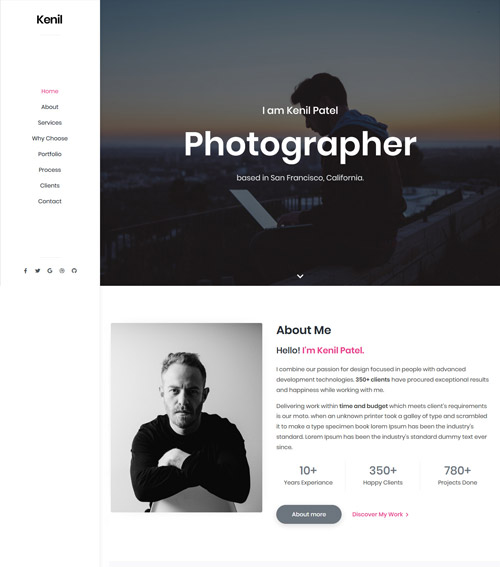 Kenil
Home
About
Services
Why Choose
Portfolio
Process
Clients
Contact
I am Kenil Patel
Photographer
based in San Francisco, California.
About Me
Hello! I'm Kenil Patel.
I combine our passion for design focused in people with advanced
development technologies. 350+ clients have procured exceptional results
and happiness while working with me.
Delivering work within time and budget which meets client's requirements
is our moto. when an unknown printer took a galley of type and scrambled
it to make a type specimen book lorem Ipsum has been the industry's
standard. Lorem Ipsum has been the industry's standard dummy text ever
since.
10+ 350+ 780+
Years Experience Happy Clients Projects Done
About more Discover My Work